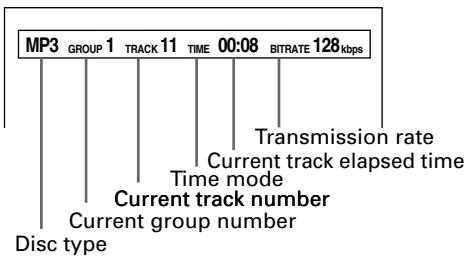 MP3 GROUP 1 TRACK 11 TIME 00:08 BITRATE 128 kbps
Transmission rate
Current track elapsed time
Time mode
Current track number
Current group number
Disc type